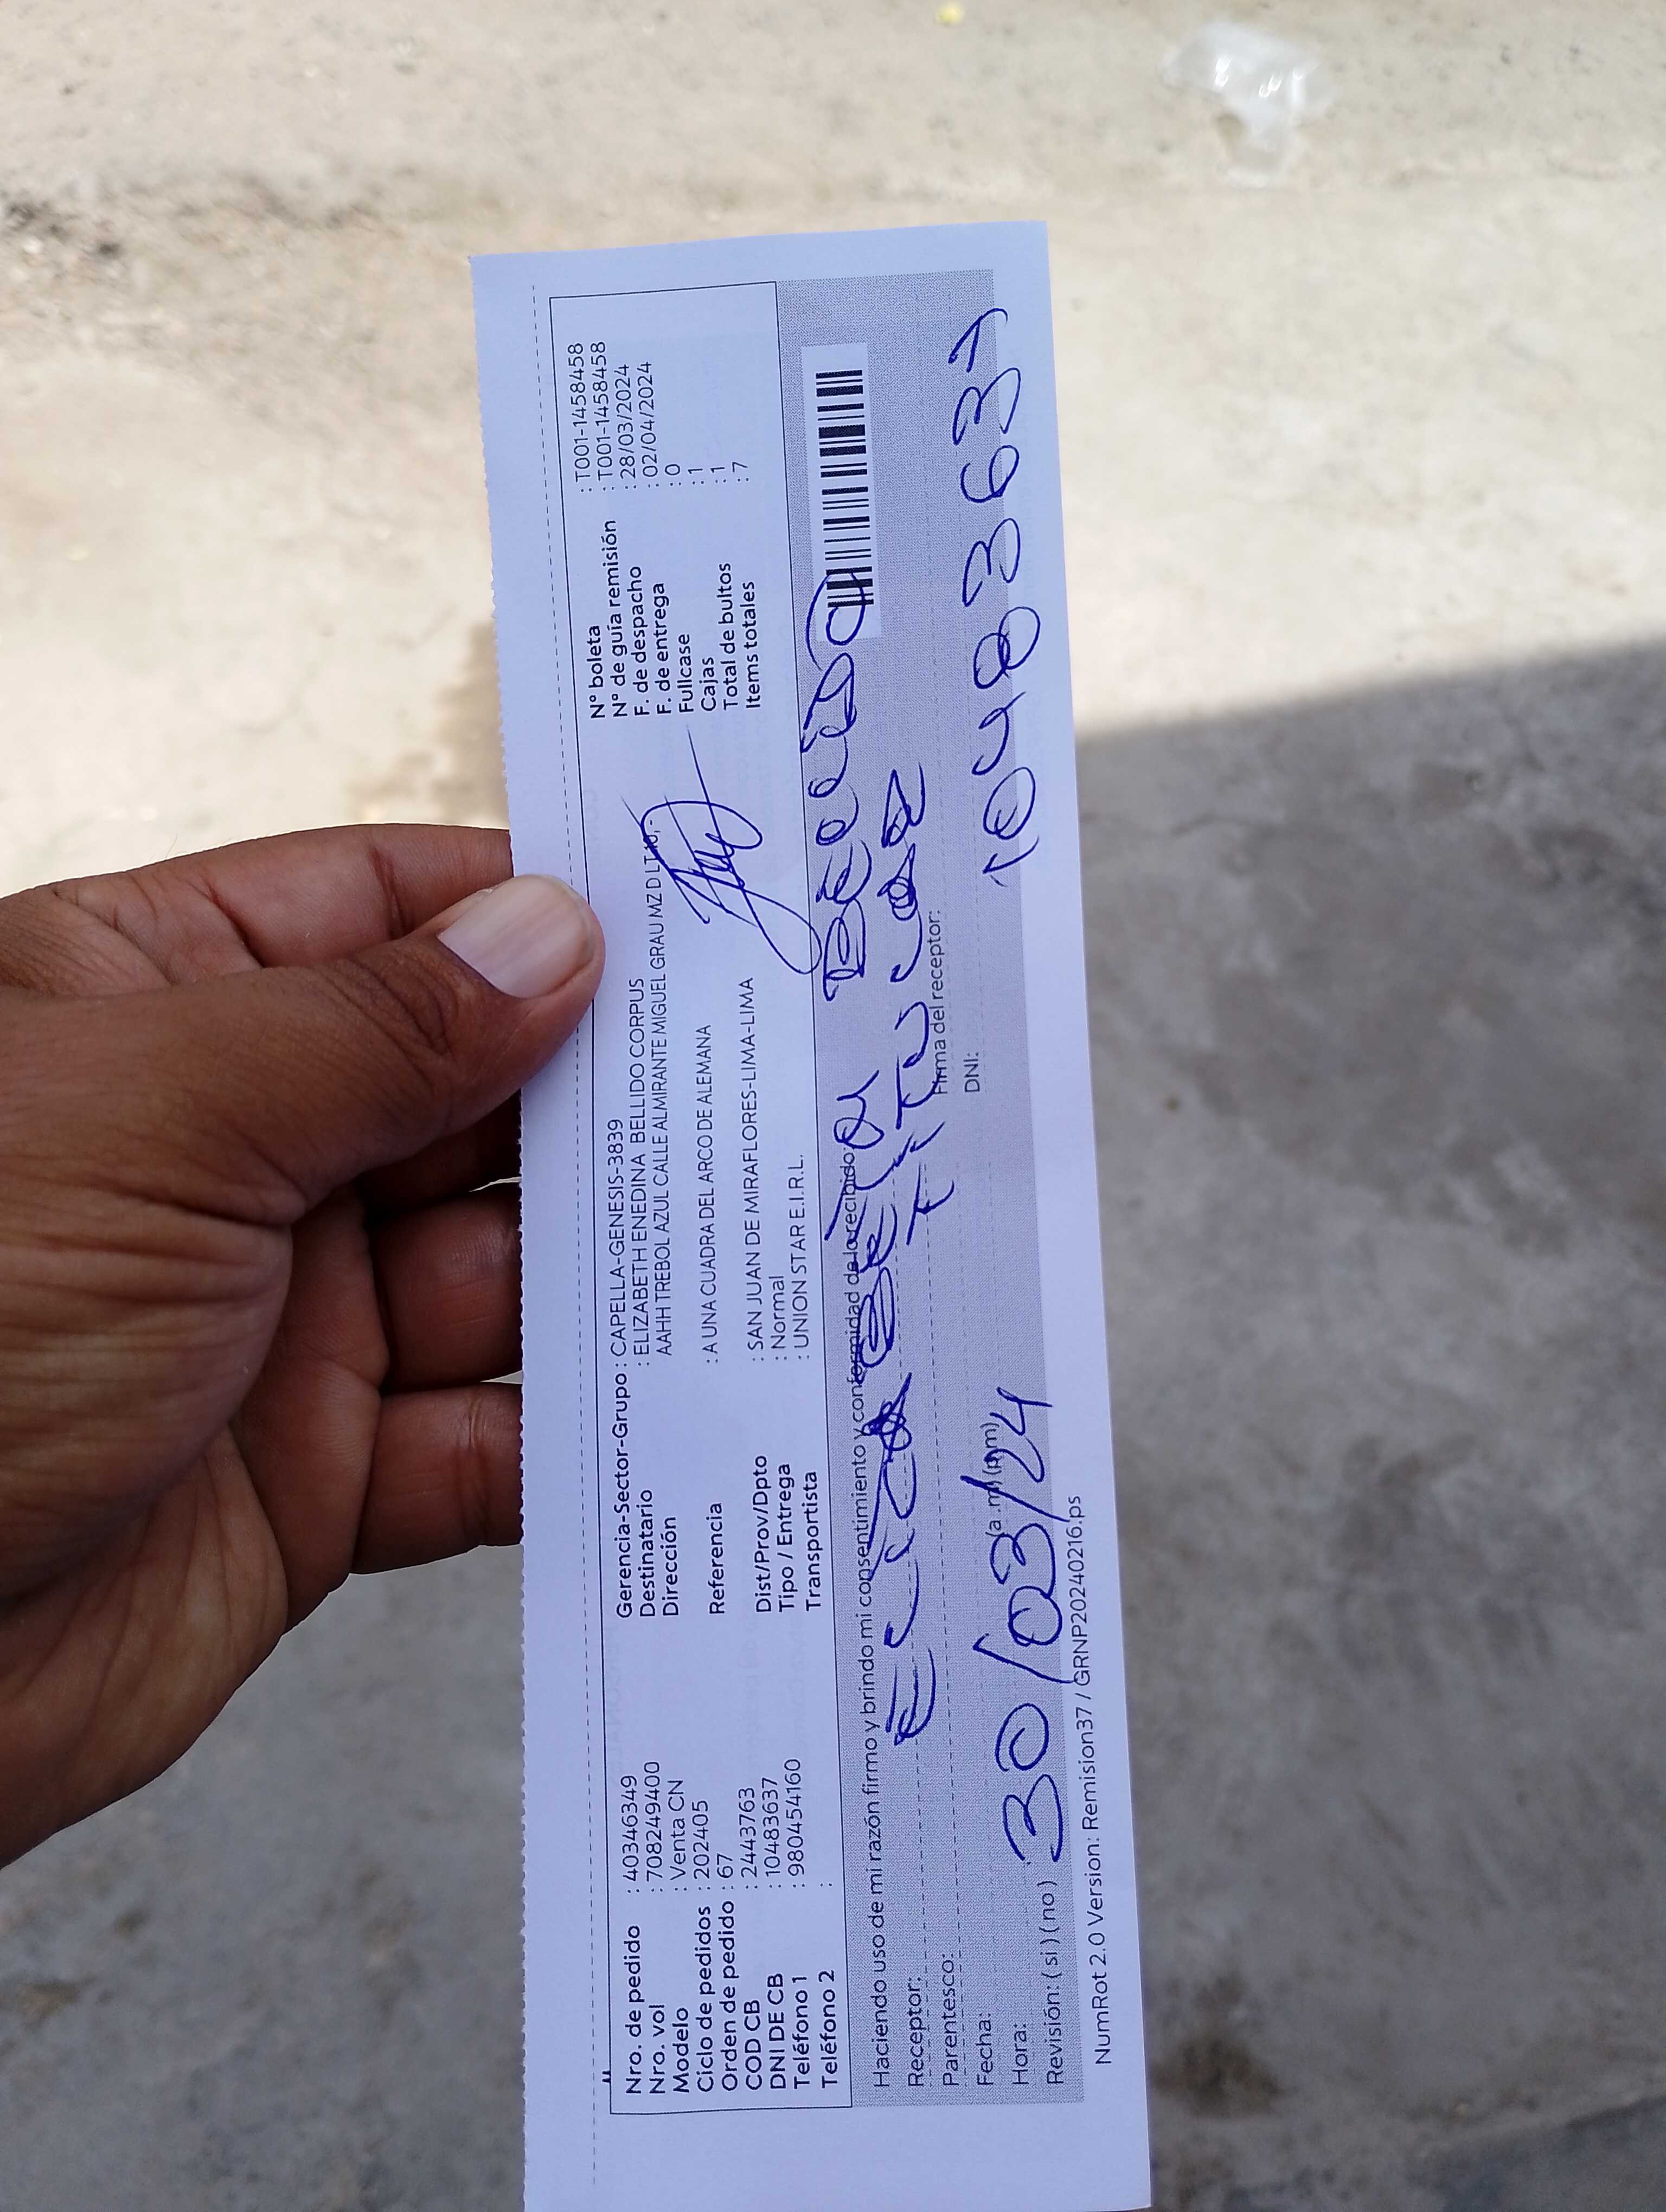 Nro. de pedido : 40346349
Nro. vol : 708249400
Modelo : Venta CN
Ciclo de pedidos : 202405
Orden de pedido : 67
COD CB : 2443763
DNI DE CB : 10483637
Teléfono 1 : 980454160
Teléfono 2 :
Gerencia-Sector-Grupo : CAPELLA-GENESIS-3839
Destinatario : ELIZABETH ENEDINA BELLIDO CORPUS
Dirección AAHH TREBOL AZUL CALLE ALMIRANTE MIGUEL GRAU MZ D LT
Referencia : A UNA CUADRA DEL ARCO DE ALEMANA
Dist/Prov/Dpto : SAN JUAN DE MIRAFLORES-LIMA-LIMA
Tipo / Entrega : Normal
Transportista : UNION STAR E.I.R.L.
N° boleta : T001-1458458
N° de guía remisión : T001-1458458
F. de despacho : 28/03/2024
F. de entrega : 02/04/2024
Fullcase : 0
Cajas : 1
Total de bultos : 1
Items totales : 7
Haciendo uso de mi razón firmo y brindo mi consentimiento y conformidad de lo recibido
Receptor:
Parentesco:
Fecha: 30/03/24
Hora: (a.m) (pm)
Revisión: ( si ) ( no )
Firma del receptor:
DNI: 10483637
NumRot 2.0 Version: Remision37 / GRNP20240216.ps